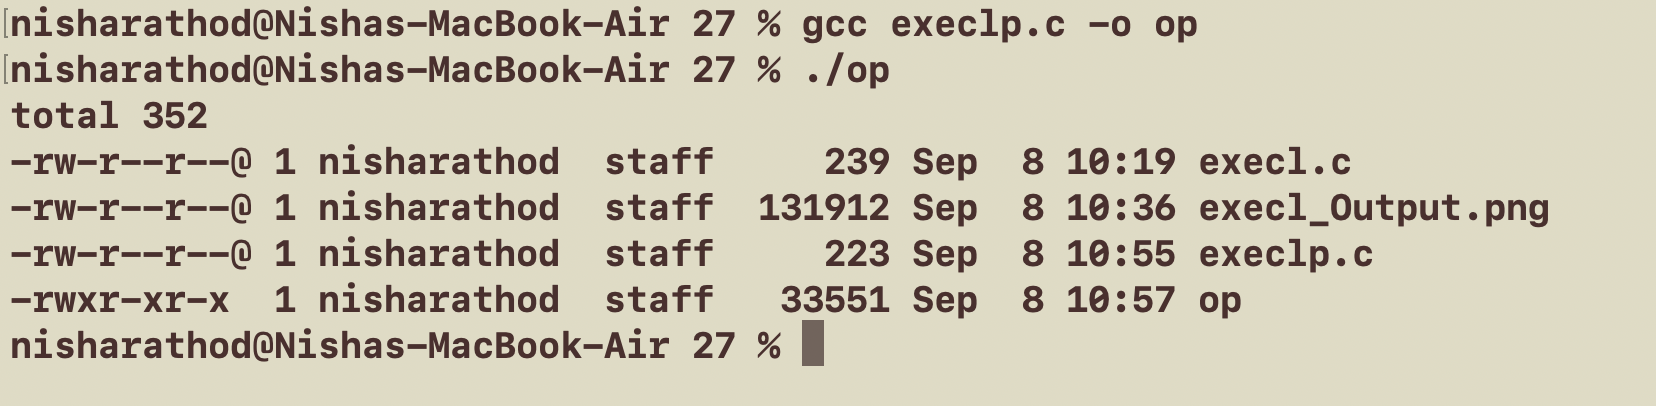 [nisharathod@Nishas-MacBook-Air 27 % gcc execlp.c -o op
[nisharathod@Nishas-MacBook-Air 27 % ./op
total 352
-rw-r--r--@ 1 nisharathod  staff     239 Sep  8 10:19 execl.c
-rw-r--r--@ 1 nisharathod  staff  131912 Sep  8 10:36 execl_Output.png
-rw-r--r--@ 1 nisharathod  staff     223 Sep  8 10:55 execlp.c
-rwxr-xr-x  1 nisharathod  staff   33551 Sep  8 10:57 op
nisharathod@Nishas-MacBook-Air 27 %